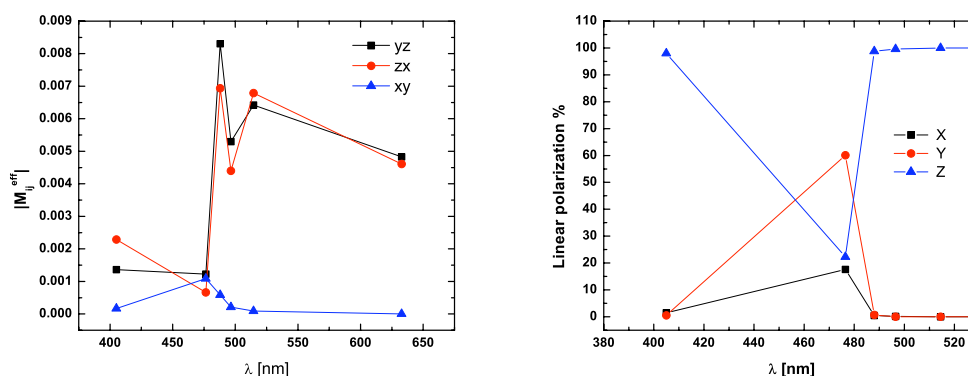 0.009
0.008
0.007
0.006
0.005
0.004
0.003
0.002
0.001
0.000
|M_ij^eff|
yz
zx
xy
400 450 500 550 600 650
λ [nm]
100
90
80
70
60
50
40
30
20
10
0
Linear polarization %
X
Y
Z
380 400 420 440 460 480 500 520
λ [nm]